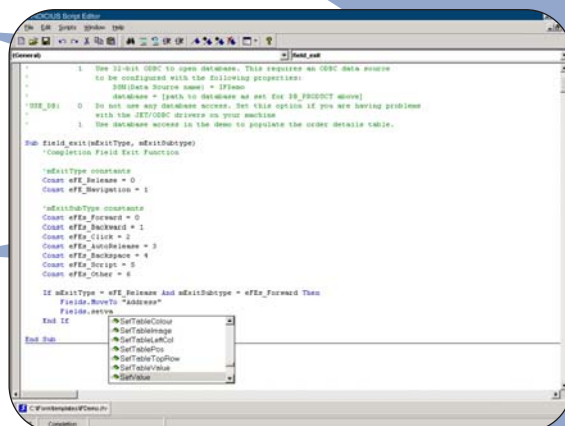 INDICIUS Script Editor
File Edit Scripts Window Help
(General)
field_exit
' 1 Use 32-bit ODBC to open database. This requires an ODBC data source
' to be configured with the following properties:
' DSN(Data Source name) = IFDemo
' database = [path to database as set for DB_PRODUCT above]
'USE_DB: 0 Do not use any database access. Set this option if you are having problems
' with the JET/ODBC drivers on your machine
' 1 Use database access in the demo to populate the order details table.
Sub field_exit(mExitType, mExitSubtype)
'Completion Field Exit Function
'mExitType constants
Const eFE_Release = 0
Const eFE_Navigation = 1
'mExitSubType constants
Const eFEs_Forward = 0
Const eFEs_Backward = 1
Const eFEs_Click = 2
Const eFEs_AutoRelease = 3
Const eFEs_Backspace = 4
Const eFEs_Script = 5
Const eFEs_Other = 6
If mExitType = eFE_Release And mExitSubtype = eFEs_Forward Then
Fields.MoveTo "Address"
Fields.setva
End If
SetTableColour
SetTableImage
SetTableLeftCol
SetTablePos
SetTableTopRow
SetTableValue
SetValue
End Sub
Completion